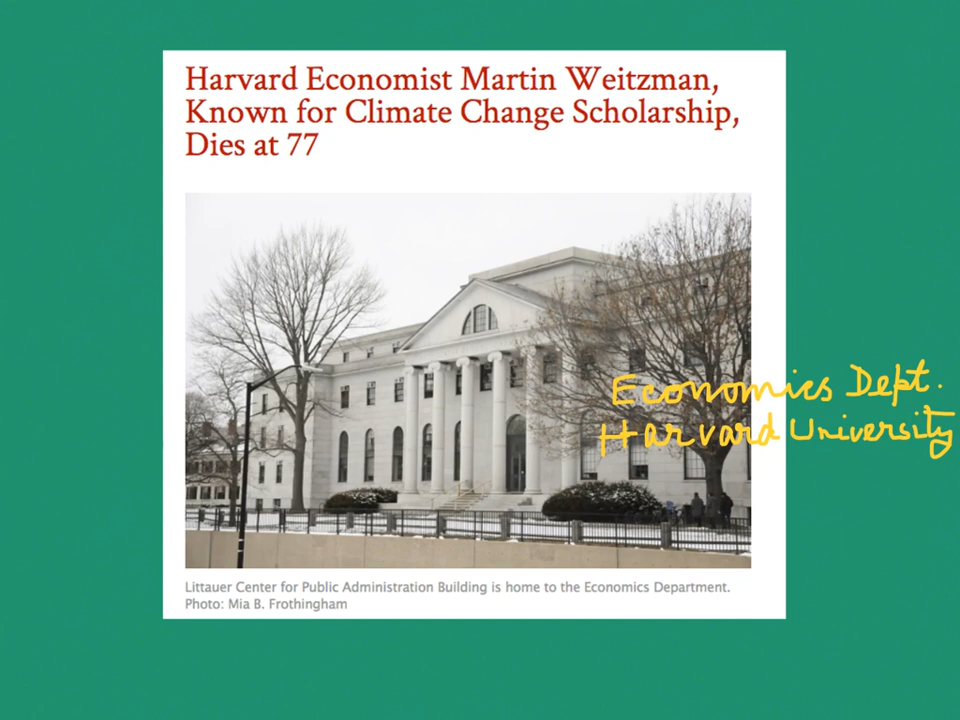 Harvard Economist Martin Weitzman,
Known for Climate Change Scholarship,
Dies at 77
Economics Dept.
Harvard University
Littauer Center for Public Administration Building is home to the Economics Department.
Photo: Mia B. Frothingham